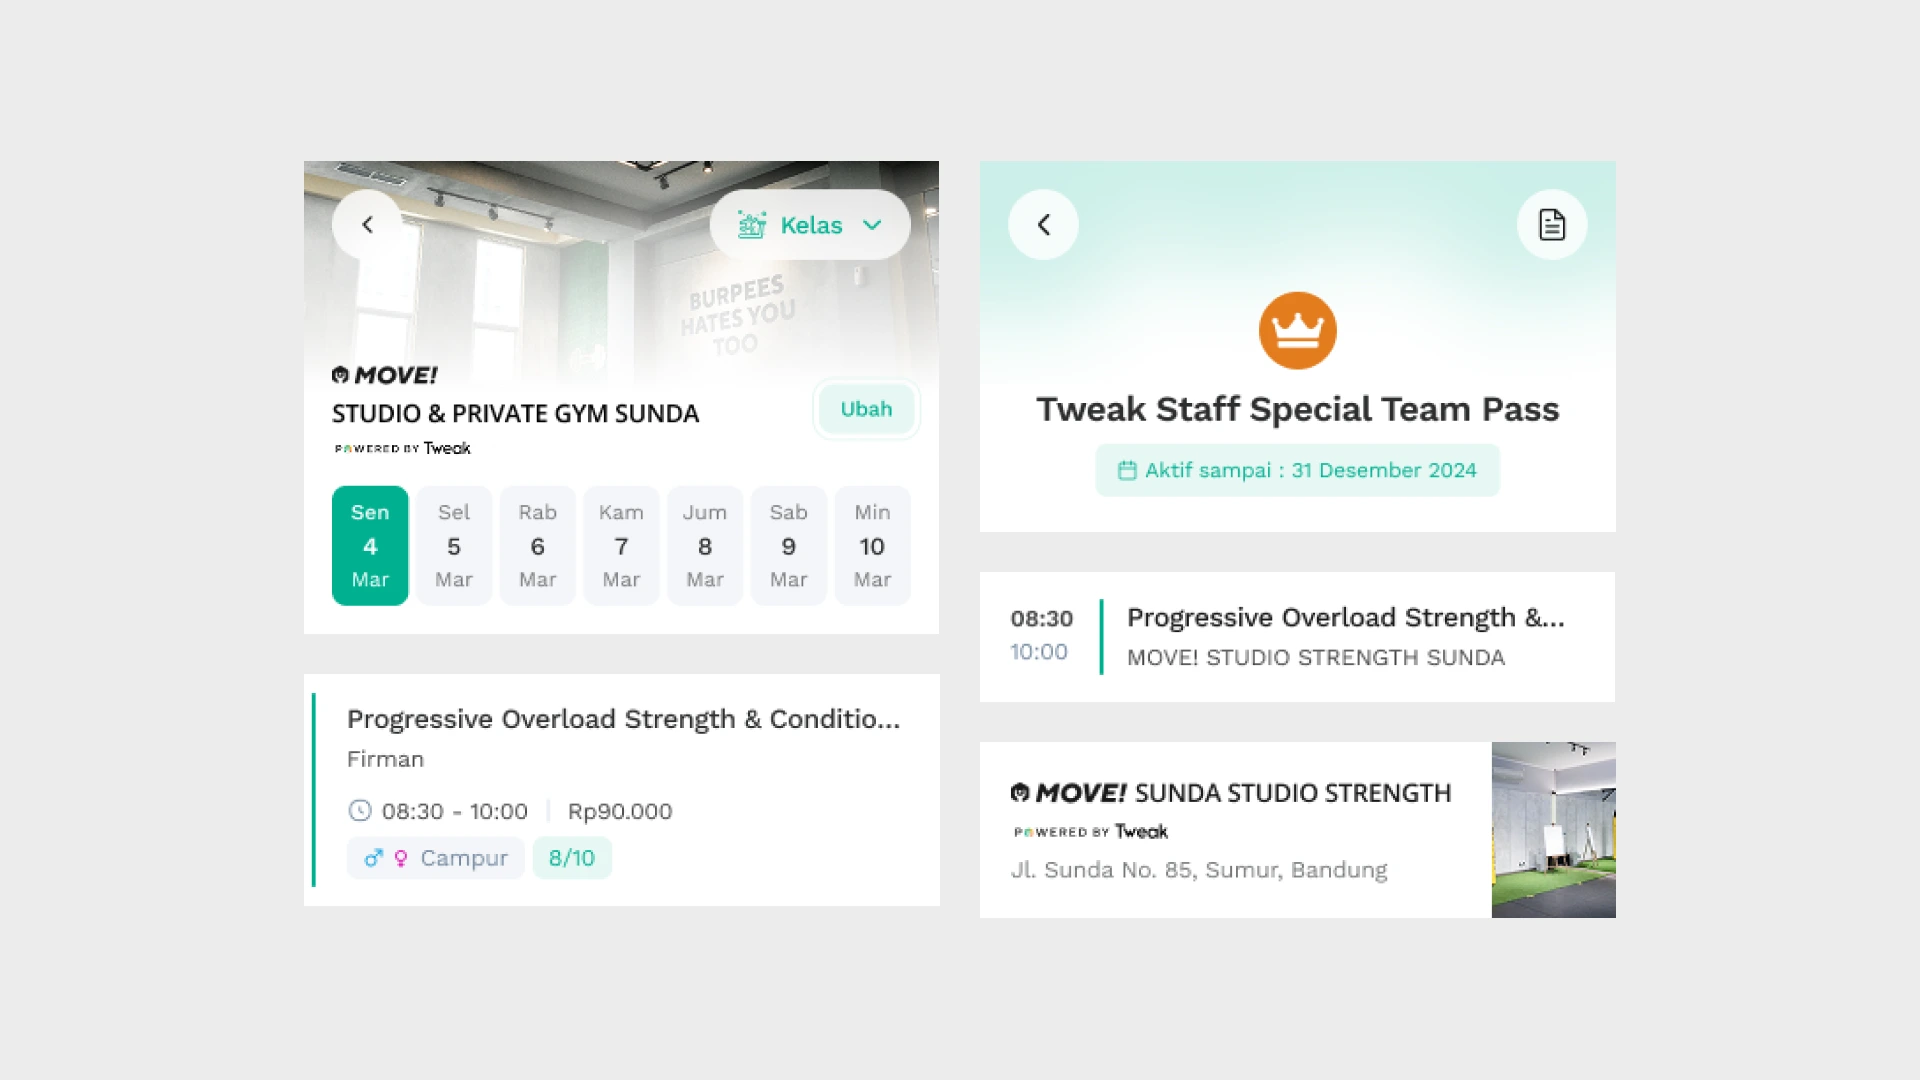 Kelas
BURPEES
HATES YOU
TOO
MOVE!
STUDIO & PRIVATE GYM SUNDA
POWERED BY Tweak
Ubah
Sen Sel Rab Kam Jum Sab Min
4 5 6 7 8 9 10
Mar Mar Mar Mar Mar Mar Mar
Progressive Overload Strength & Conditio...
Firman
08:30 - 10:00 Rp90.000
Campur 8/10
Tweak Staff Special Team Pass
Aktif sampai : 31 Desember 2024
08:30 Progressive Overload Strength &...
10:00 MOVE! STUDIO STRENGTH SUNDA
MOVE! SUNDA STUDIO STRENGTH
POWERED BY Tweak
Jl. Sunda No. 85, Sumur, Bandung